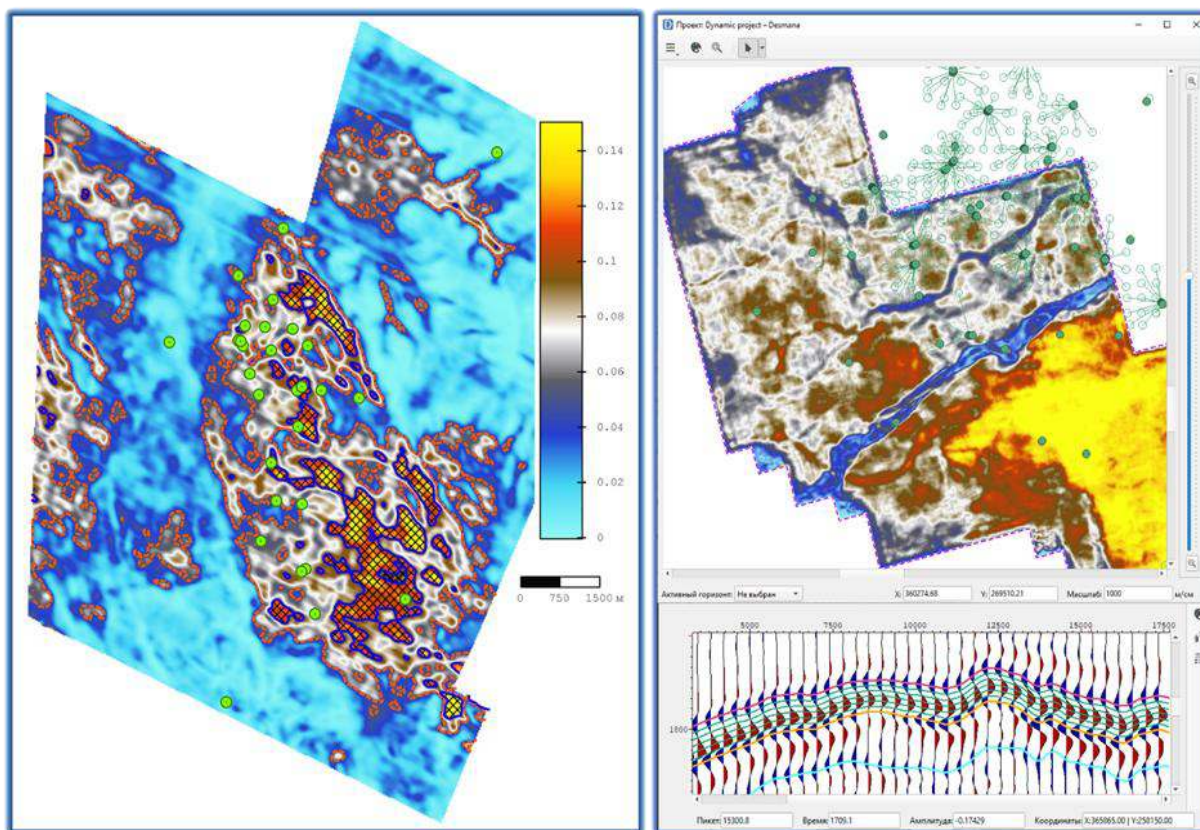 0.14
0.12
0.1
0.08
0.06
0.04
0.02
0
0 750 1500 м
Проект: Dynamic project – Desmana
Активный горизонт: Не выбран X: 360274.68 Y: 269510.21 Масштаб: 1000 м/см
5000 7500 10000 12500 15000 17500
1800
Пикет: 15300.8 Время: 1709.1 Амплитуда: -0.17429 Координаты: X:365065.00 | Y:258150.00